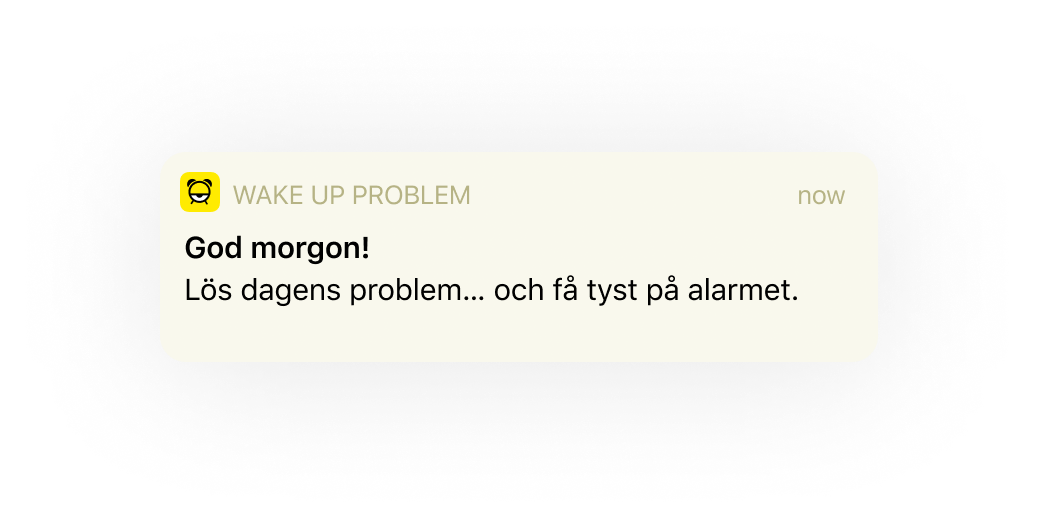 WAKE UP PROBLEM now
God morgon!
Lös dagens problem... och få tyst på alarmet.